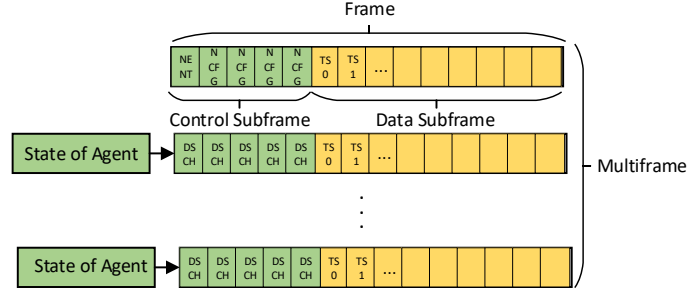 Frame
NE NT
N CF G
N CF G
N CF G
N CF G
TS 0
TS 1
...
Control Subframe
Data Subframe
State of Agent
DS CH
DS CH
DS CH
DS CH
DS CH
TS 0
TS 1
...
Multiframe
State of Agent
DS CH
DS CH
DS CH
DS CH
DS CH
TS 0
TS 1
...